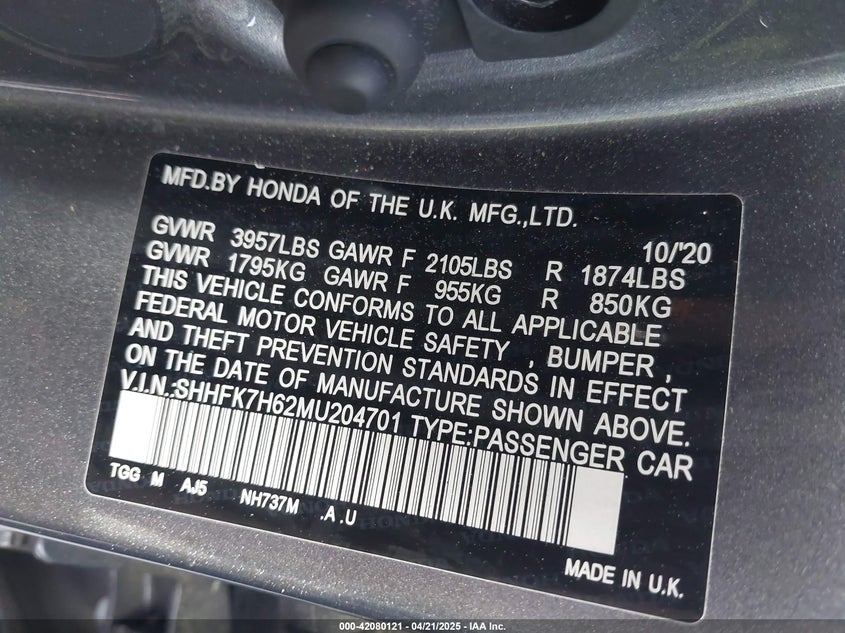 MFD.BY HONDA OF THE U.K. MFG.,LTD.
10/'20
GVWR 3957LBS GAWR F 2105LBS R 1874LBS
GVWR 1795KG GAWR F 955KG R 850KG
THIS VEHICLE CONFORMS TO ALL APPLICABLE
FEDERAL MOTOR VEHICLE SAFETY , BUMPER ,
AND THEFT PREVENTION STANDARDS IN EFFECT
ON THE DATE OF MANUFACTURE SHOWN ABOVE.
V.I.N.:SHHFK7H62MU204701 TYPE:PASSENGER CAR
TGG M AJ5 NH737M .A .U
MADE IN U.K.
000-42080121 - 04/21/2025 - IAA Inc.